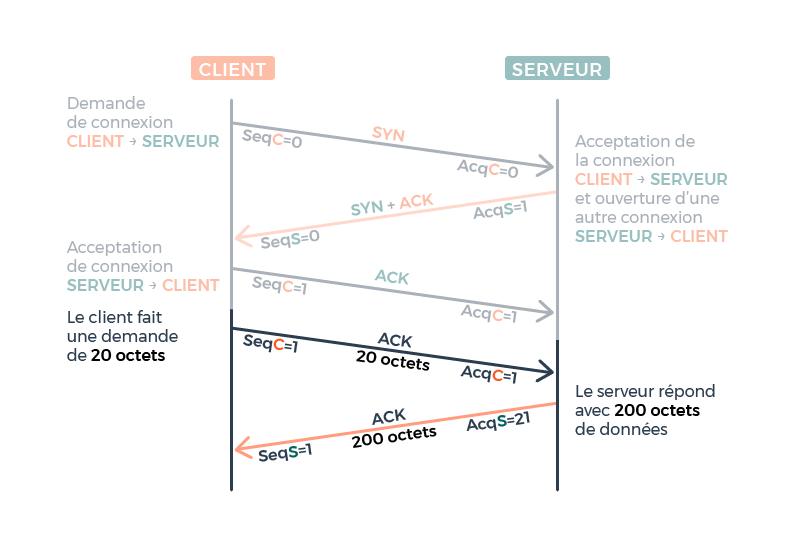 CLIENT
SERVEUR
Demande
de connexion
CLIENT → SERVEUR
SeqC=0
SYN
AcqC=0
Acceptation de
la connexion
CLIENT → SERVEUR
et ouverture d'une
autre connexion
SERVEUR → CLIENT
SYN + ACK
AcqS=1
SeqS=0
Acceptation
de connexion
SERVEUR → CLIENT
SeqC=1
ACK
AcqC=1
Le client fait
une demande
de 20 octets
SeqC=1
ACK
20 octets
AcqC=1
Le serveur répond
avec 200 octets
de données
ACK
200 octets
AcqS=21
SeqS=1